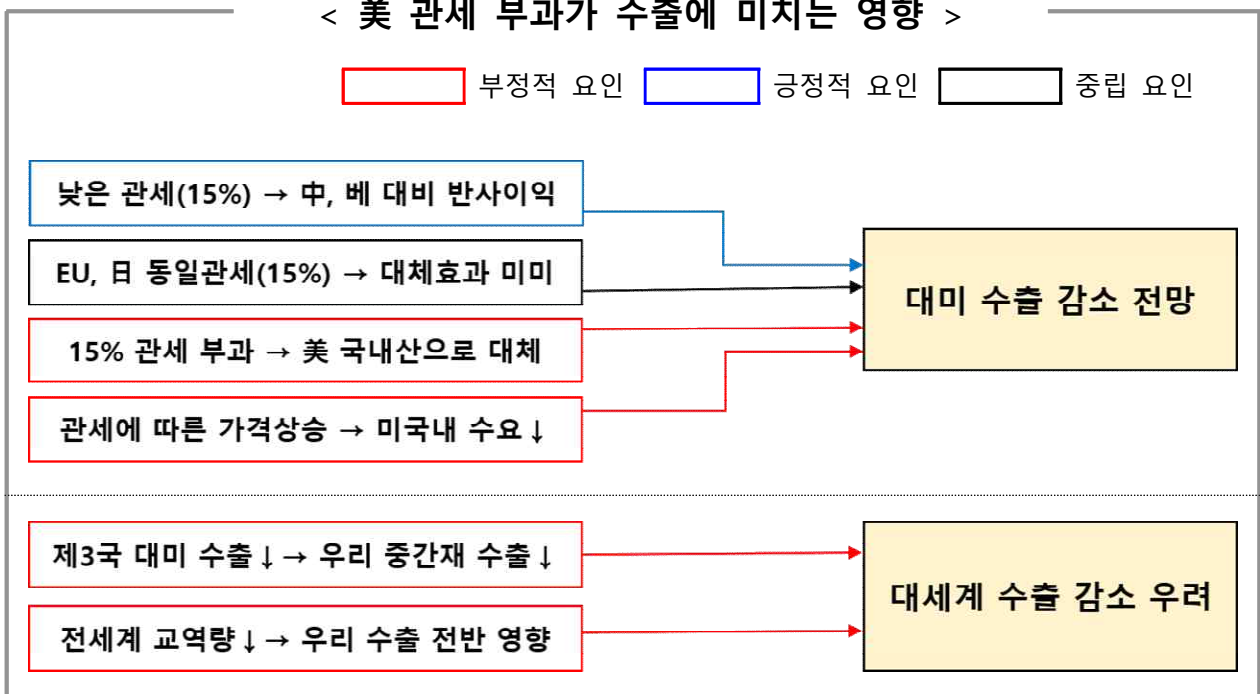 < 美 관세 부과가 수출에 미치는 영향 >
부정적 요인 긍정적 요인 중립 요인
낮은 관세(15%) → 中, 베 대비 반사이익
EU, 日 동일관세(15%) → 대체효과 미미
15% 관세 부과 → 美 국내산으로 대체
관세에 따른 가격상승 → 미국내 수요↓
대미 수출 감소 전망
제3국 대미 수출↓→ 우리 중간재 수출↓
전세계 교역량↓→ 우리 수출 전반 영향
대세계 수출 감소 우려